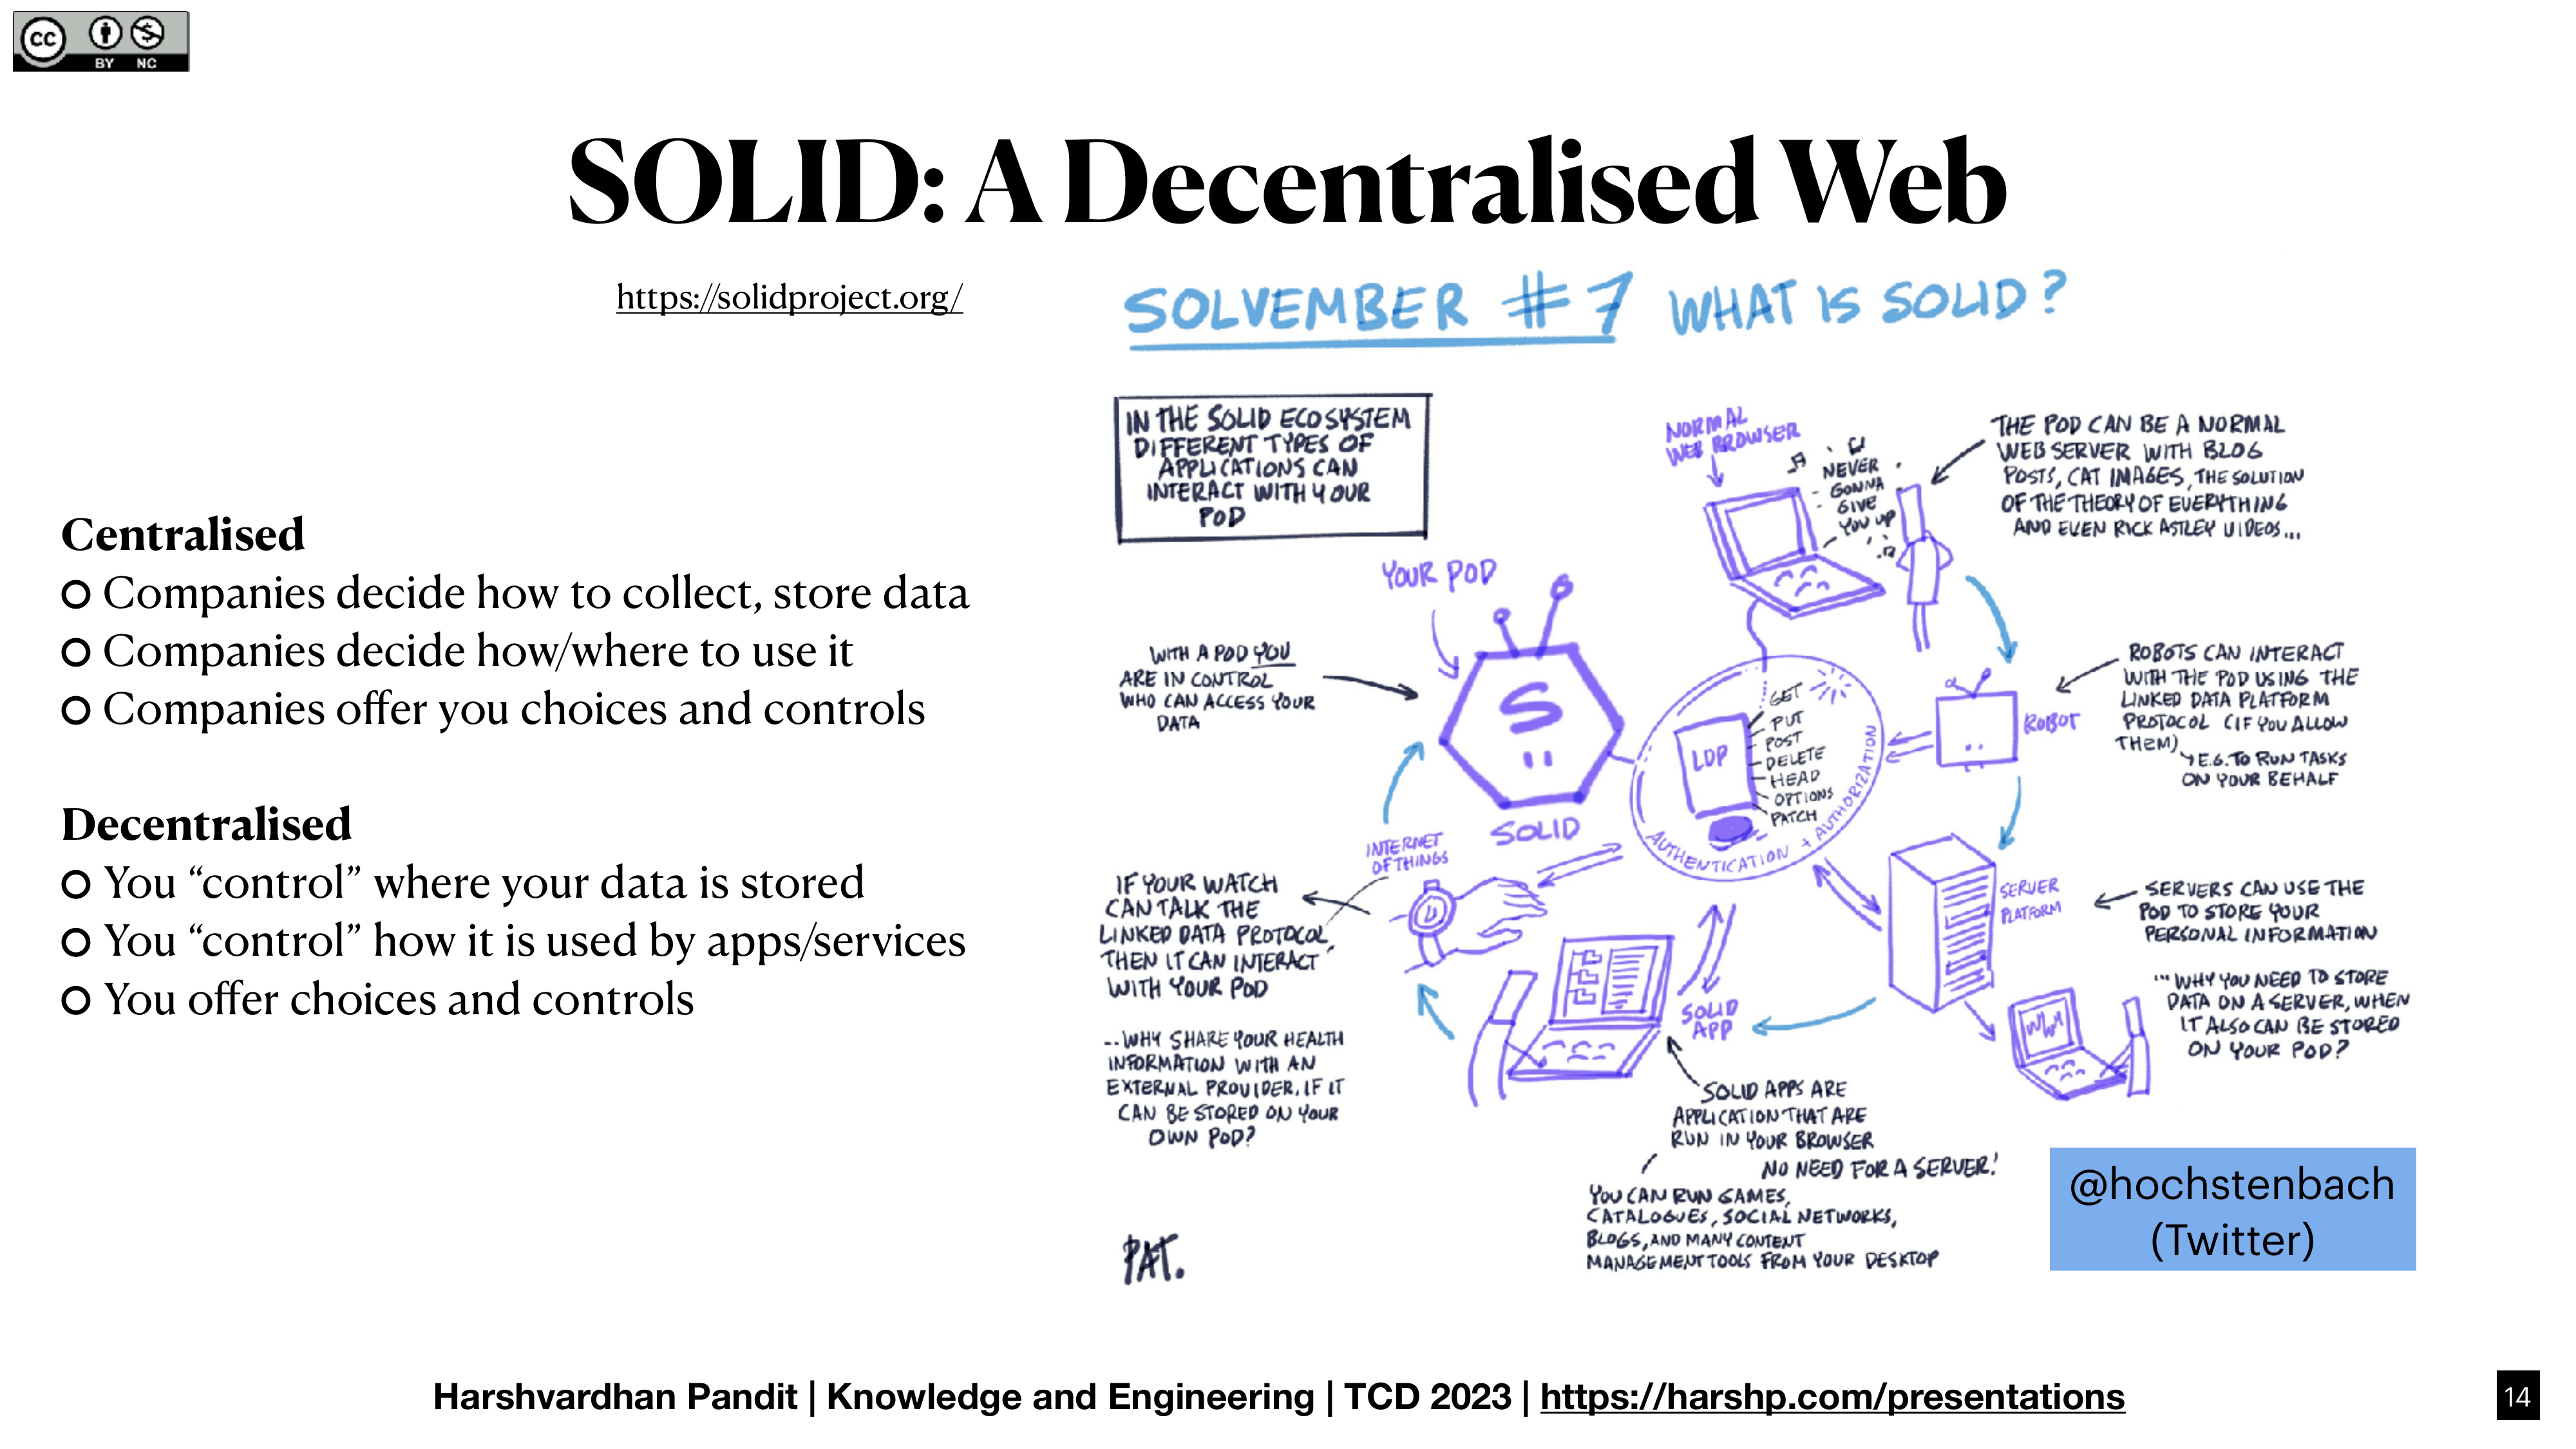 cc
BY NC
SOLID: A Decentralised Web
https://solidproject.org/
Centralised
Companies decide how to collect, store data
Companies decide how/where to use it
Companies offer you choices and controls
Decentralised
You “control” where your data is stored
You “control” how it is used by apps/services
You offer choices and controls
SOLVEMBER #7 WHAT IS SOLID?
IN THE SOLID ECOSYSTEM
DIFFERENT TYPES OF
APPLICATIONS CAN
INTERACT WITH YOUR
POD
NORMAL
WEB BROWSER
NEVER
GONNA
GIVE
YOU UP
THE POD CAN BE A NORMAL
WEB SERVER WITH BLOG
POSTS, CAT IMAGES, THE SOLUTION
OF THE THEORY OF EVERYTHING
AND EVEN RICK ASTLEY VIDEOS...
YOUR POD
WITH A POD YOU
ARE IN CONTROL
WHO CAN ACCESS YOUR
DATA
S
SOLID
LDP
GET
PUT
POST
DELETE
HEAD
OPTIONS
PATCH
AUTHENTICATION + AUTHORIZATION
ROBOT
ROBOTS CAN INTERACT
WITH THE POD USING THE
LINKED DATA PLATFORM
PROTOCOL (IF YOU ALLOW
THEM)
E.G. TO RUN TASKS
ON YOUR BEHALF
INTERNET
OF THINGS
IF YOUR WATCH
CAN TALK THE
LINKED DATA PROTOCOL,
THEN IT CAN INTERACT
WITH YOUR POD
..WHY SHARE YOUR HEALTH
INFORMATION WITH AN
EXTERNAL PROVIDER, IF IT
CAN BE STORED ON YOUR
OWN POD?
SERVER
PLATFORM
SERVERS CAN USE THE
POD TO STORE YOUR
PERSONAL INFORMATION
... WHY YOU NEED TO STORE
DATA ON A SERVER, WHEN
IT ALSO CAN BE STORED
ON YOUR POD?
SOLID
APP
SOLID APPS ARE
APPLICATION THAT ARE
RUN IN YOUR BROWSER
NO NEED FOR A SERVER!
YOU CAN RUN GAMES,
CATALOGUES, SOCIAL NETWORKS,
BLOGS, AND MANY CONTENT
MANAGEMENT TOOLS FROM YOUR DESKTOP
PAT.
@hochstenbach
(Twitter)
Harshvardhan Pandit | Knowledge and Engineering | TCD 2023 | https://harshp.com/presentations
14